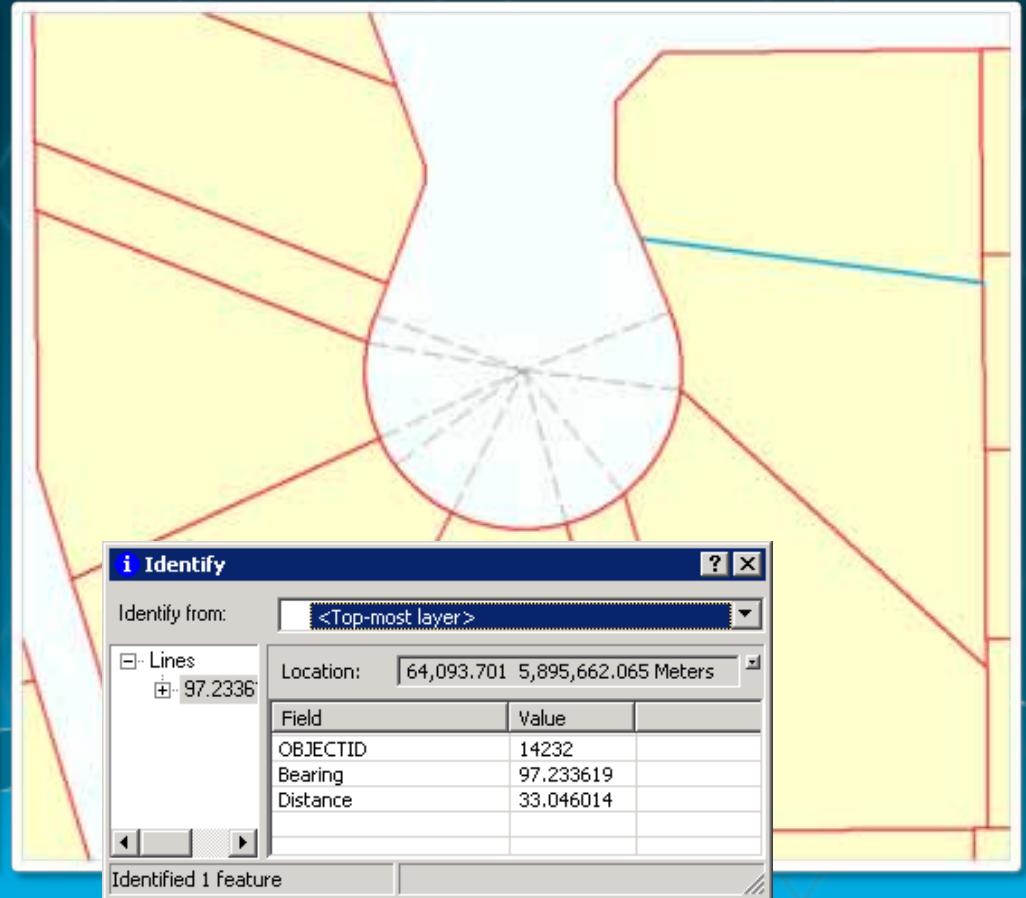 i Identify ?
Identify from: <Top-most layer>
Lines
97.2336
Location: 64,093.701 5,895,662.065 Meters
Field Value
OBJECTID 14232
Bearing 97.233619
Distance 33.046014
Identified 1 feature